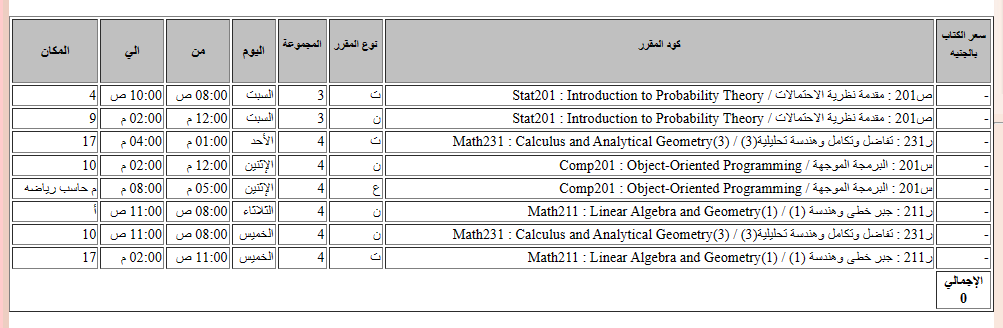 سعر الكتاب بالجنيه كود المقرر نوع المقرر المجموعة اليوم من الي المكان
- ص201 : مقدمة نظرية الاحتمالات / Stat201 : Introduction to Probability Theory ت 3 السبت 08:00 ص 10:00 ص 4
- ص201 : مقدمة نظرية الاحتمالات / Stat201 : Introduction to Probability Theory ن 3 السبت 12:00 م 02:00 م 9
- ر231 : تفاضل وتكامل وهندسة تحليلية(3) / Math231 : Calculus and Analytical Geometry(3) ت 4 الأحد 01:00 م 04:00 م 17
- س201 : البرمجة الموجهة / Comp201 : Object-Oriented Programming ن 4 الإثنين 12:00 م 02:00 م 10
- س201 : البرمجة الموجهة / Comp201 : Object-Oriented Programming ع 4 الإثنين 05:00 م 08:00 م م حاسب رياضه
- ر211 : جبر خطى وهندسة (1) / Math211 : Linear Algebra and Geometry(1) ن 4 الثلاثاء 08:00 ص 11:00 ص أ
- ر231 : تفاضل وتكامل وهندسة تحليلية(3) / Math231 : Calculus and Analytical Geometry(3) ن 4 الخميس 08:00 ص 11:00 ص 10
- ر211 : جبر خطى وهندسة (1) / Math211 : Linear Algebra and Geometry(1) ت 4 الخميس 11:00 ص 02:00 م 17
الإجمالي
0